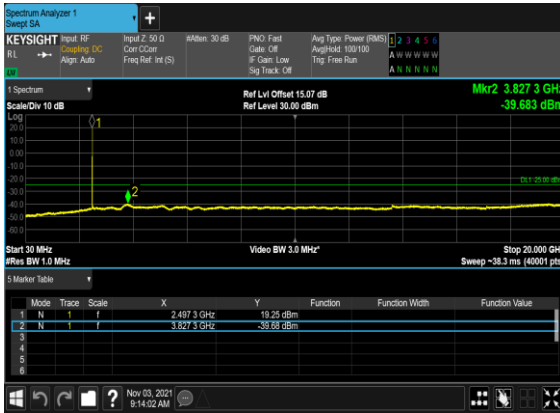 Spectrum Analyzer 1
Swept SA
+
KEYSIGHT Input: RF Input Z: 50 Ω #Atten: 30 dB PNO: Fast Avg Type: Power (RMS) 1 2 3 4 5 6
RL Coupling: DC Corr CCorr Gate: Off Avg|Hold: 100/100 A W W W W W
Align: Auto Freq Ref: Int (S) IF Gain: Low Trig: Free Run
Sig Track: Off A N N N N N
1 Spectrum Ref Lvl Offset 15.07 dB Mkr2 3.827 3 GHz
Scale/Div 10 dB Ref Level 30.00 dBm -39.683 dBm
Log
20.0
10.0
0.00
-10.0
-20.0
-30.0
-40.0
-50.0
-60.0
1
2
DL1 -25.00 dBm
Start 30 MHz Video BW 3.0 MHz* Stop 20.000 GHz
#Res BW 1.0 MHz Sweep ~38.3 ms (40001 pts)
5 Marker Table
Mode Trace Scale X Y Function Function Width Function Value
1 N 1 f 2.497 3 GHz 19.25 dBm
2 N 1 f 3.827 3 GHz -39.68 dBm
3
4
5
6
? Nov 03, 2021
9:14:02 AM